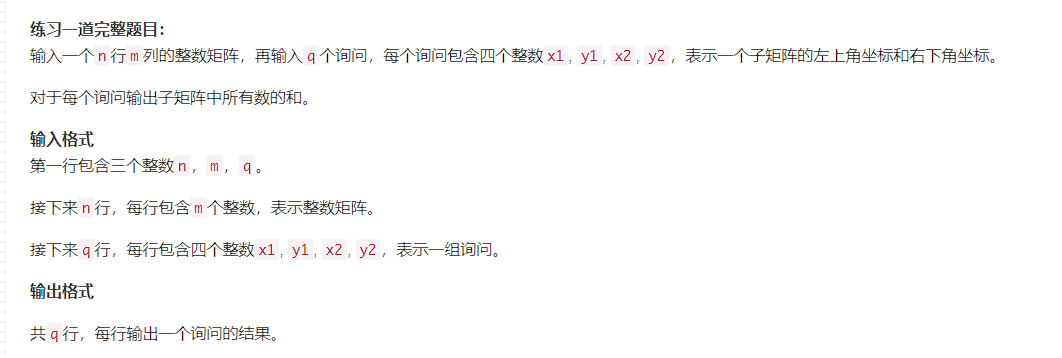 练习一道完整题目：
输入一个 n 行 m 列的整数矩阵，再输入 q 个询问，每个询问包含四个整数 x1, y1, x2, y2，表示一个子矩阵的左上角坐标和右下角坐标。
对于每个询问输出子矩阵中所有数的和。
输入格式
第一行包含三个整数 n，m，q。
接下来 n 行，每行包含 m 个整数，表示整数矩阵。
接下来 q 行，每行包含四个整数 x1, y1, x2, y2，表示一组询问。
输出格式
共 q 行，每行输出一个询问的结果。